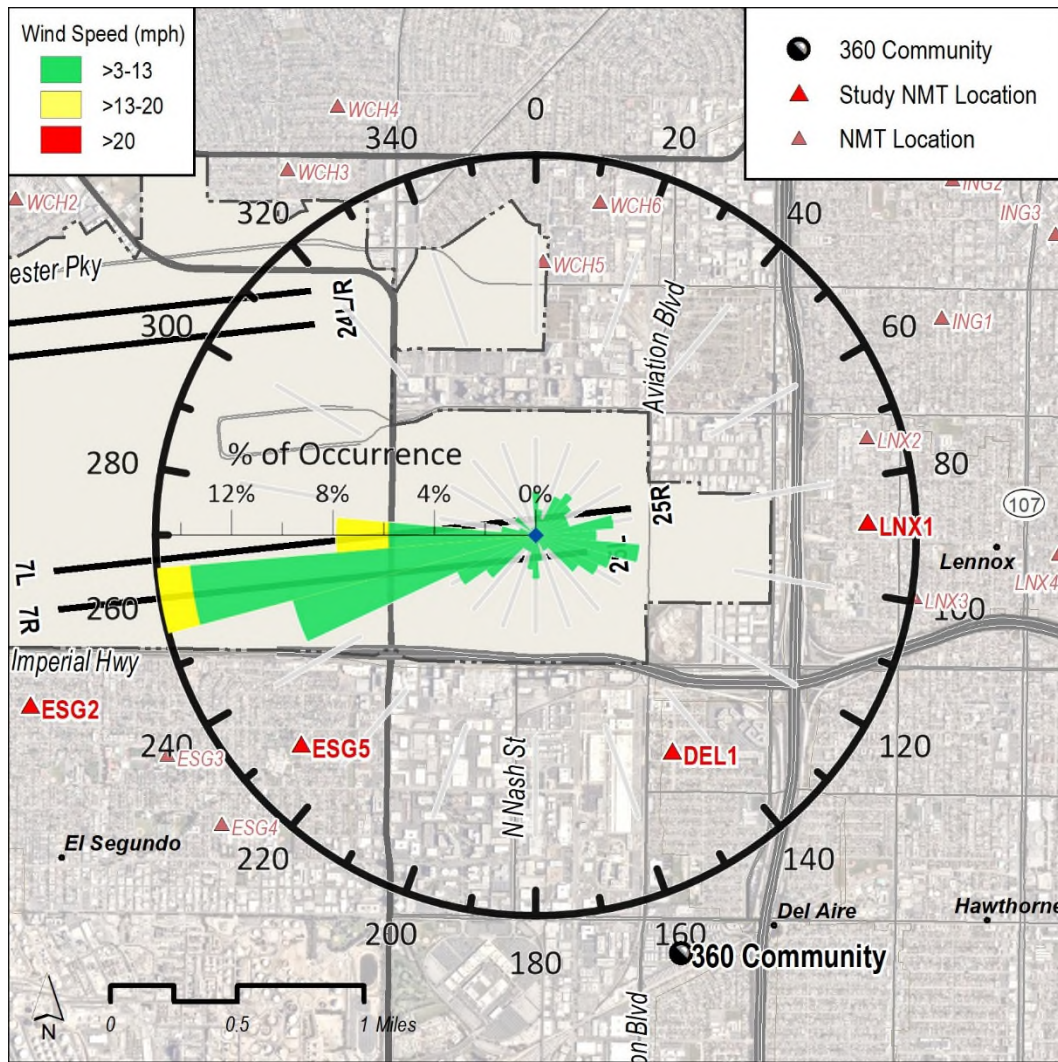 Wind Speed (mph)
>3-13
>13-20
>20
360 Community
Study NMT Location
NMT Location
WCH4
0
340
20
WCH3
WCH2
WCH6
ING2
320
40
ING3
WCH5
ester Pky
24L/R
300
60
ING1
Aviation Blvd
LNX2
280
% of Occurrence
80
12%
8%
4%
0%
25R
107
LNX1
Lennox
7L
LNX4
260
7R
LNX3
100
Imperial Hwy
ESG2
240
ESG3
ESG5
N Nash St
DEL1
120
ESG4
El Segundo
220
140
Del Aire
Hawthorne
200
180
160
360 Community
on Blvd
N
0
0.5
1 Miles